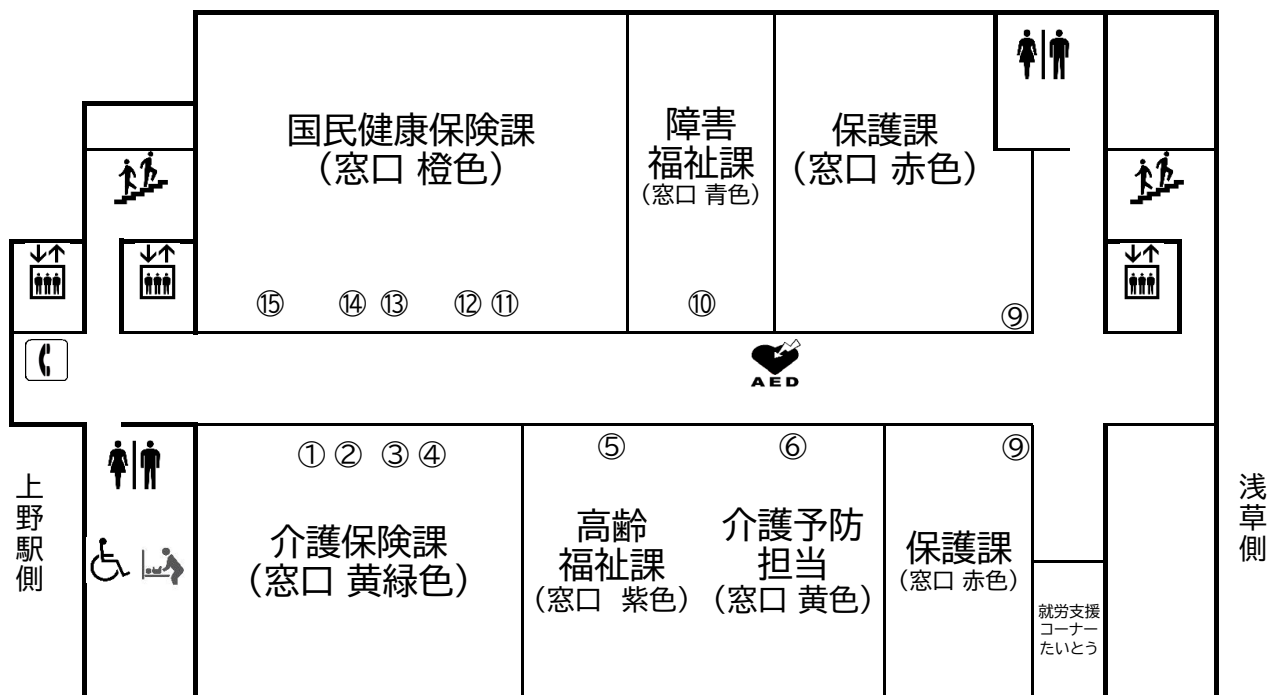 国民健康保険課
（窓口 橙色）
障害
福祉課
（窓口 青色）
保護課
（窓口 赤色）
⑮ ⑭ ⑬ ⑫ ⑪
⑩
⑨
AED
① ② ③ ④
⑤
⑥
⑨
上野駅側
介護保険課
（窓口 黄緑色）
高齢
福祉課
（窓口 紫色）
介護予防
担当
（窓口 黄色）
保護課
（窓口 赤色）
就労支援
コーナー
たいとう
浅草側